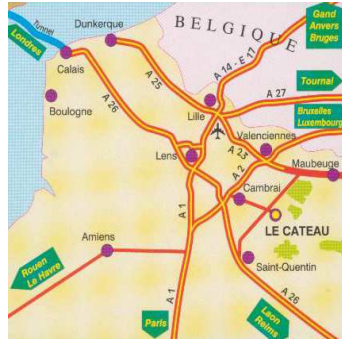 Dunkerque
BELGIQUE
Gand
Anvers
Bruges
Tunnel
Londres
Calais
A 14 - E 17
Tournai
A 25
A 27
Boulogne
A 26
Lille
Bruxelles
Luxembourg
Valenciennes
A 23
Lens
A 2
Maubeuge
Cambrai
A 1
LE CATEAU
Amiens
Saint-Quentin
Rouen
Le Havre
A 1
A 26
Paris
Laon
Reims